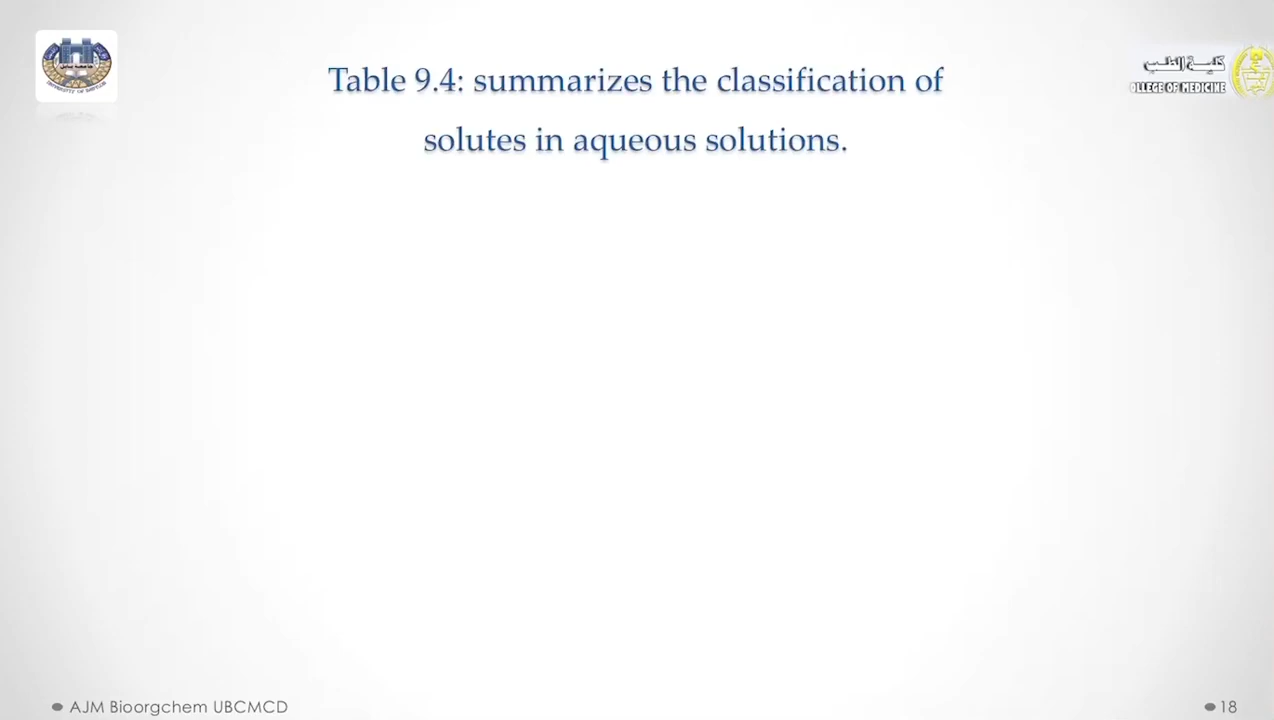 Table 9.4: summarizes the classification of
solutes in aqueous solutions.
كلية الطب
OLLEGE OF MEDICINE
AJM Bioorgchem UBCMCD
18